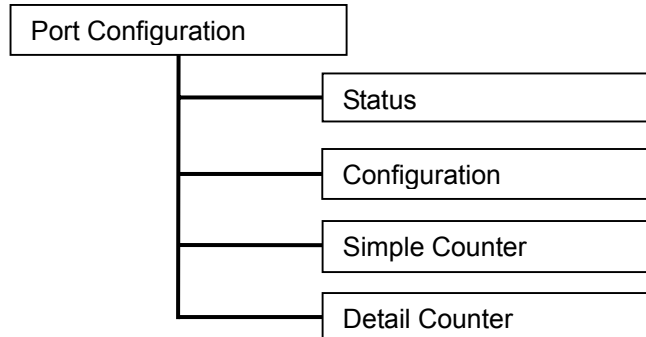 Port Configuration
Status
Configuration
Simple Counter
Detail Counter